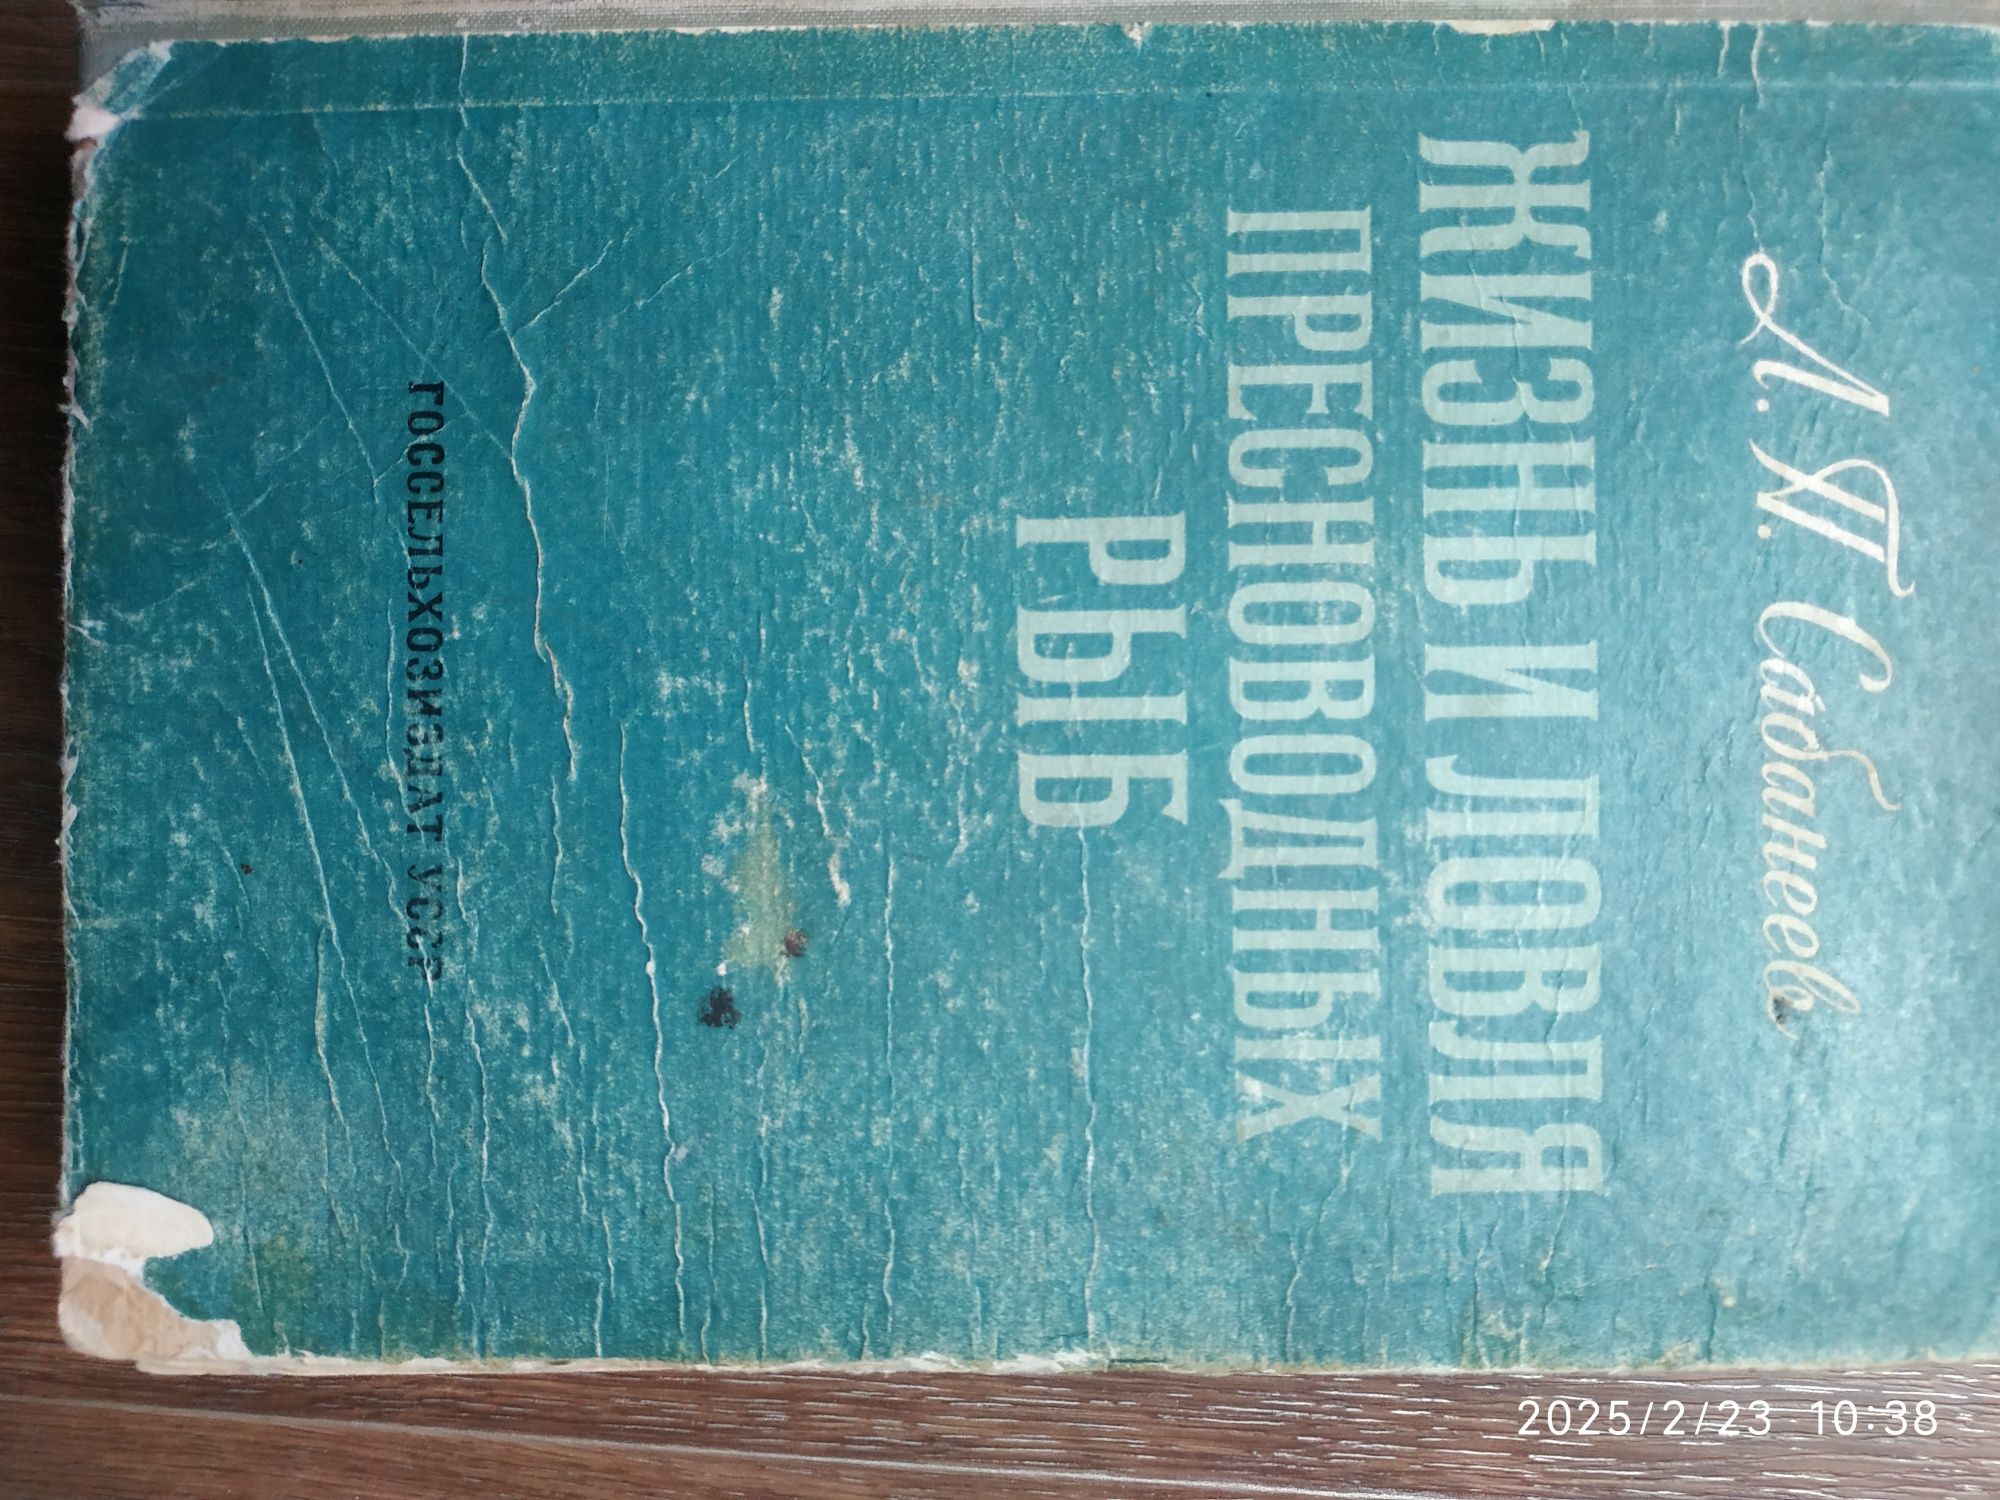 Л. П. Сабанеев
ЖИЗНЬ И ЛОВЛЯ
ПРЕСНОВОДНЫХ
РЫБ
ГОССЕЛЬХОЗИЗДАТ УССР
2025/2/23 10:38